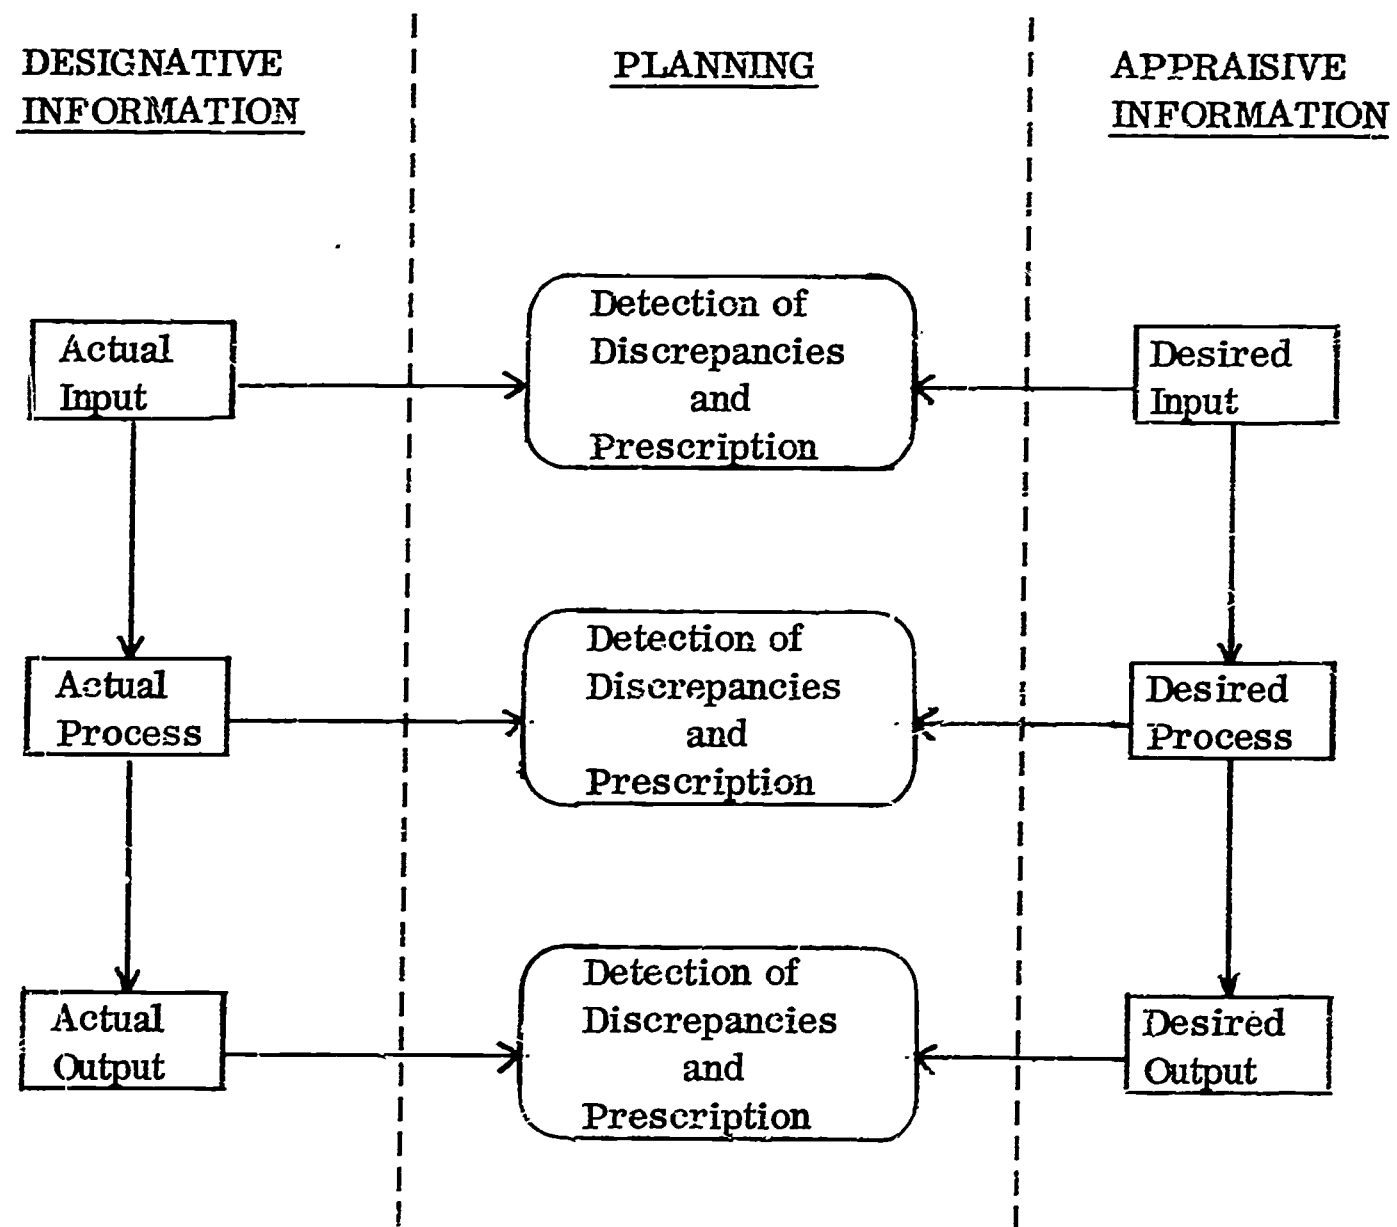 DESIGNATIVE
INFORMATION
PLANNING
APPRAISIVE
INFORMATION
Actual
Input
Detection of
Discrepancies
and
Prescription
Desired
Input
Actual
Process
Detection of
Discrepancies
and
Prescription
Desired
Process
Actual
Output
Detection of
Discrepancies
and
Prescription
Desired
Output